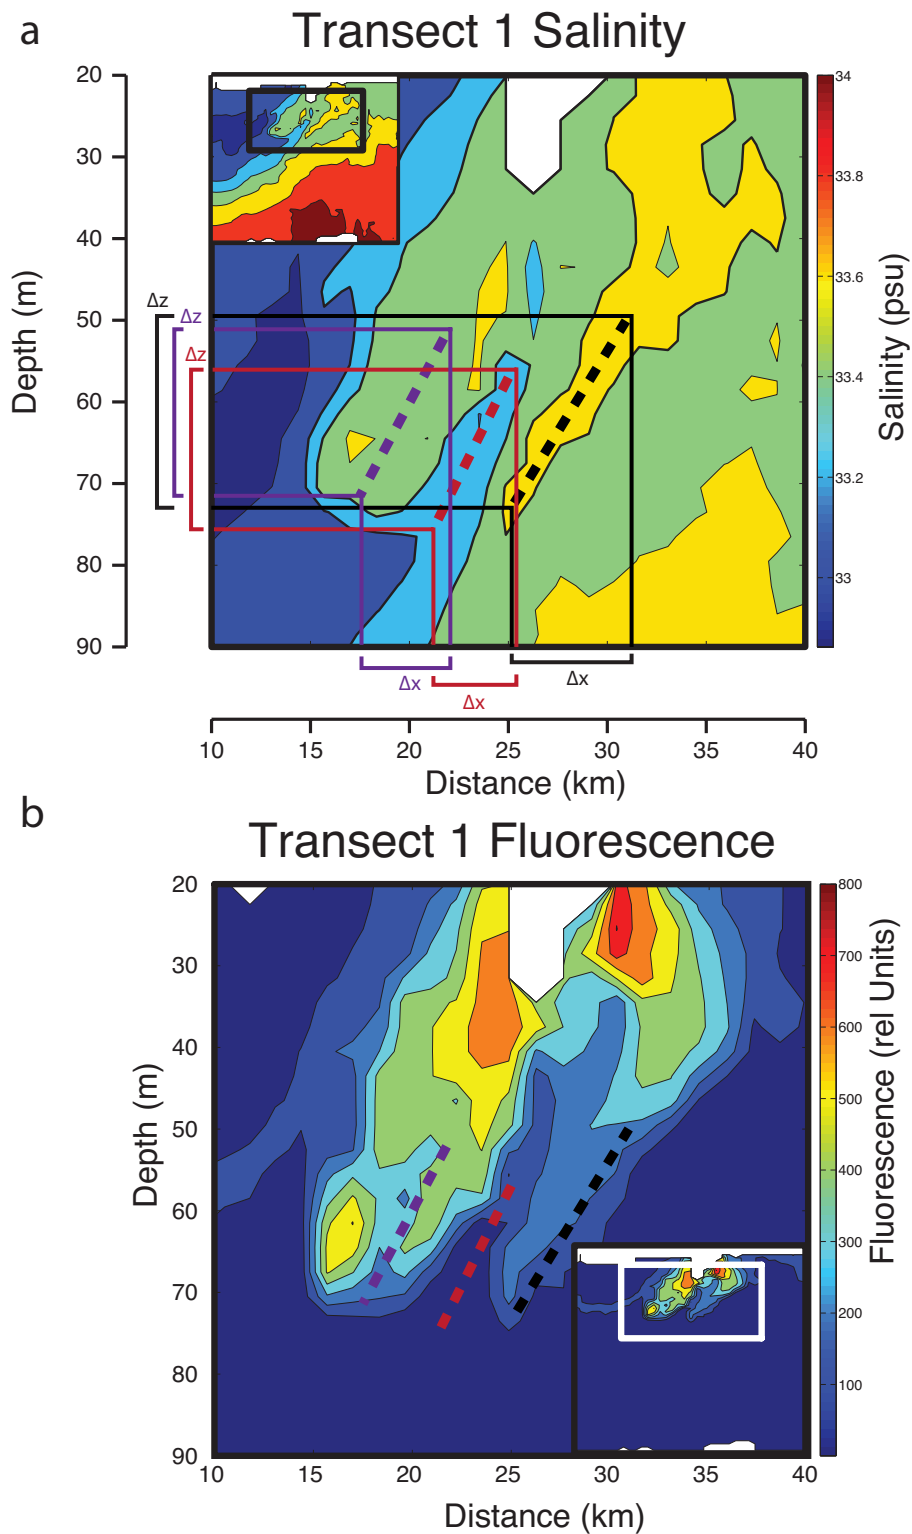 a
Transect 1 Salinity
20
30
40
50
60
70
80
90
Depth (m)
Δz
Δz
Δz
34
33.8
33.6
33.4
33.2
33
Salinity (psu)
Δx
Δx
Δx
10 15 20 25 30 35 40
Distance (km)
b
Transect 1 Fluorescence
20
30
40
50
60
70
80
90
Depth (m)
800
700
600
500
400
300
200
100
Fluorescence (rel Units)
10 15 20 25 30 35 40
Distance (km)